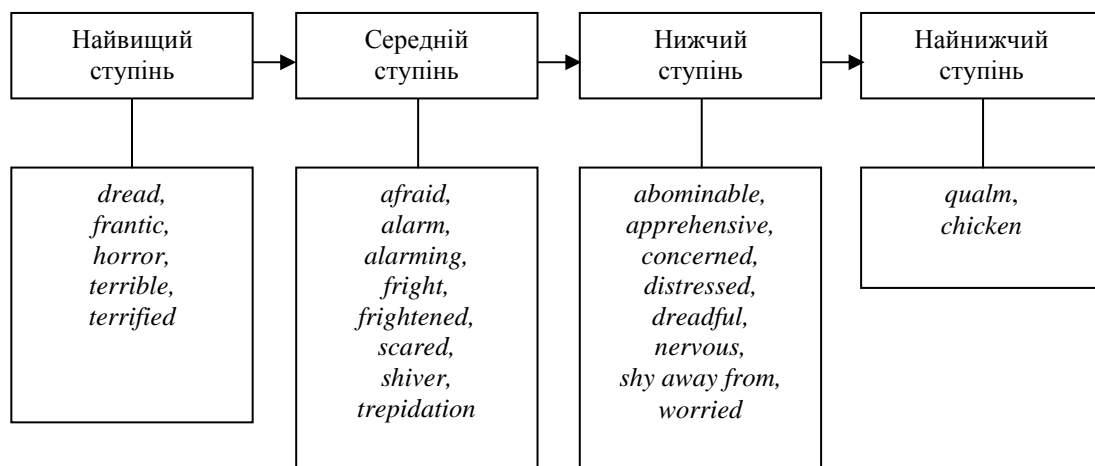 Найвищий
ступінь
Середній
ступінь
Нижчий
ступінь
Найнижчий
ступінь
dread,
frantic,
horror,
terrible,
terrified
afraid,
alarm,
alarming,
fright,
frightened,
scared,
shiver,
trepidation
abominable,
apprehensive,
concerned,
distressed,
dreadful,
nervous,
shy away from,
worried
qualm,
chicken